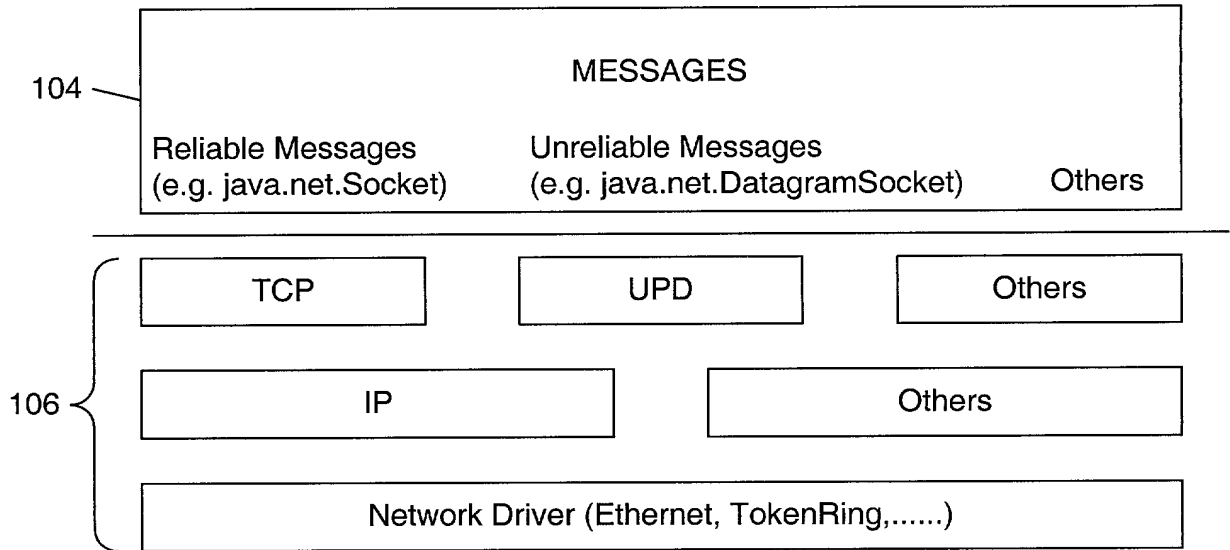 MESSAGES
104
Reliable Messages
(e.g. java.net.Socket)
Unreliable Messages
(e.g. java.net.DatagramSocket)
Others
TCP
UPD
Others
106
IP
Others
Network Driver (Ethernet, TokenRing,......)